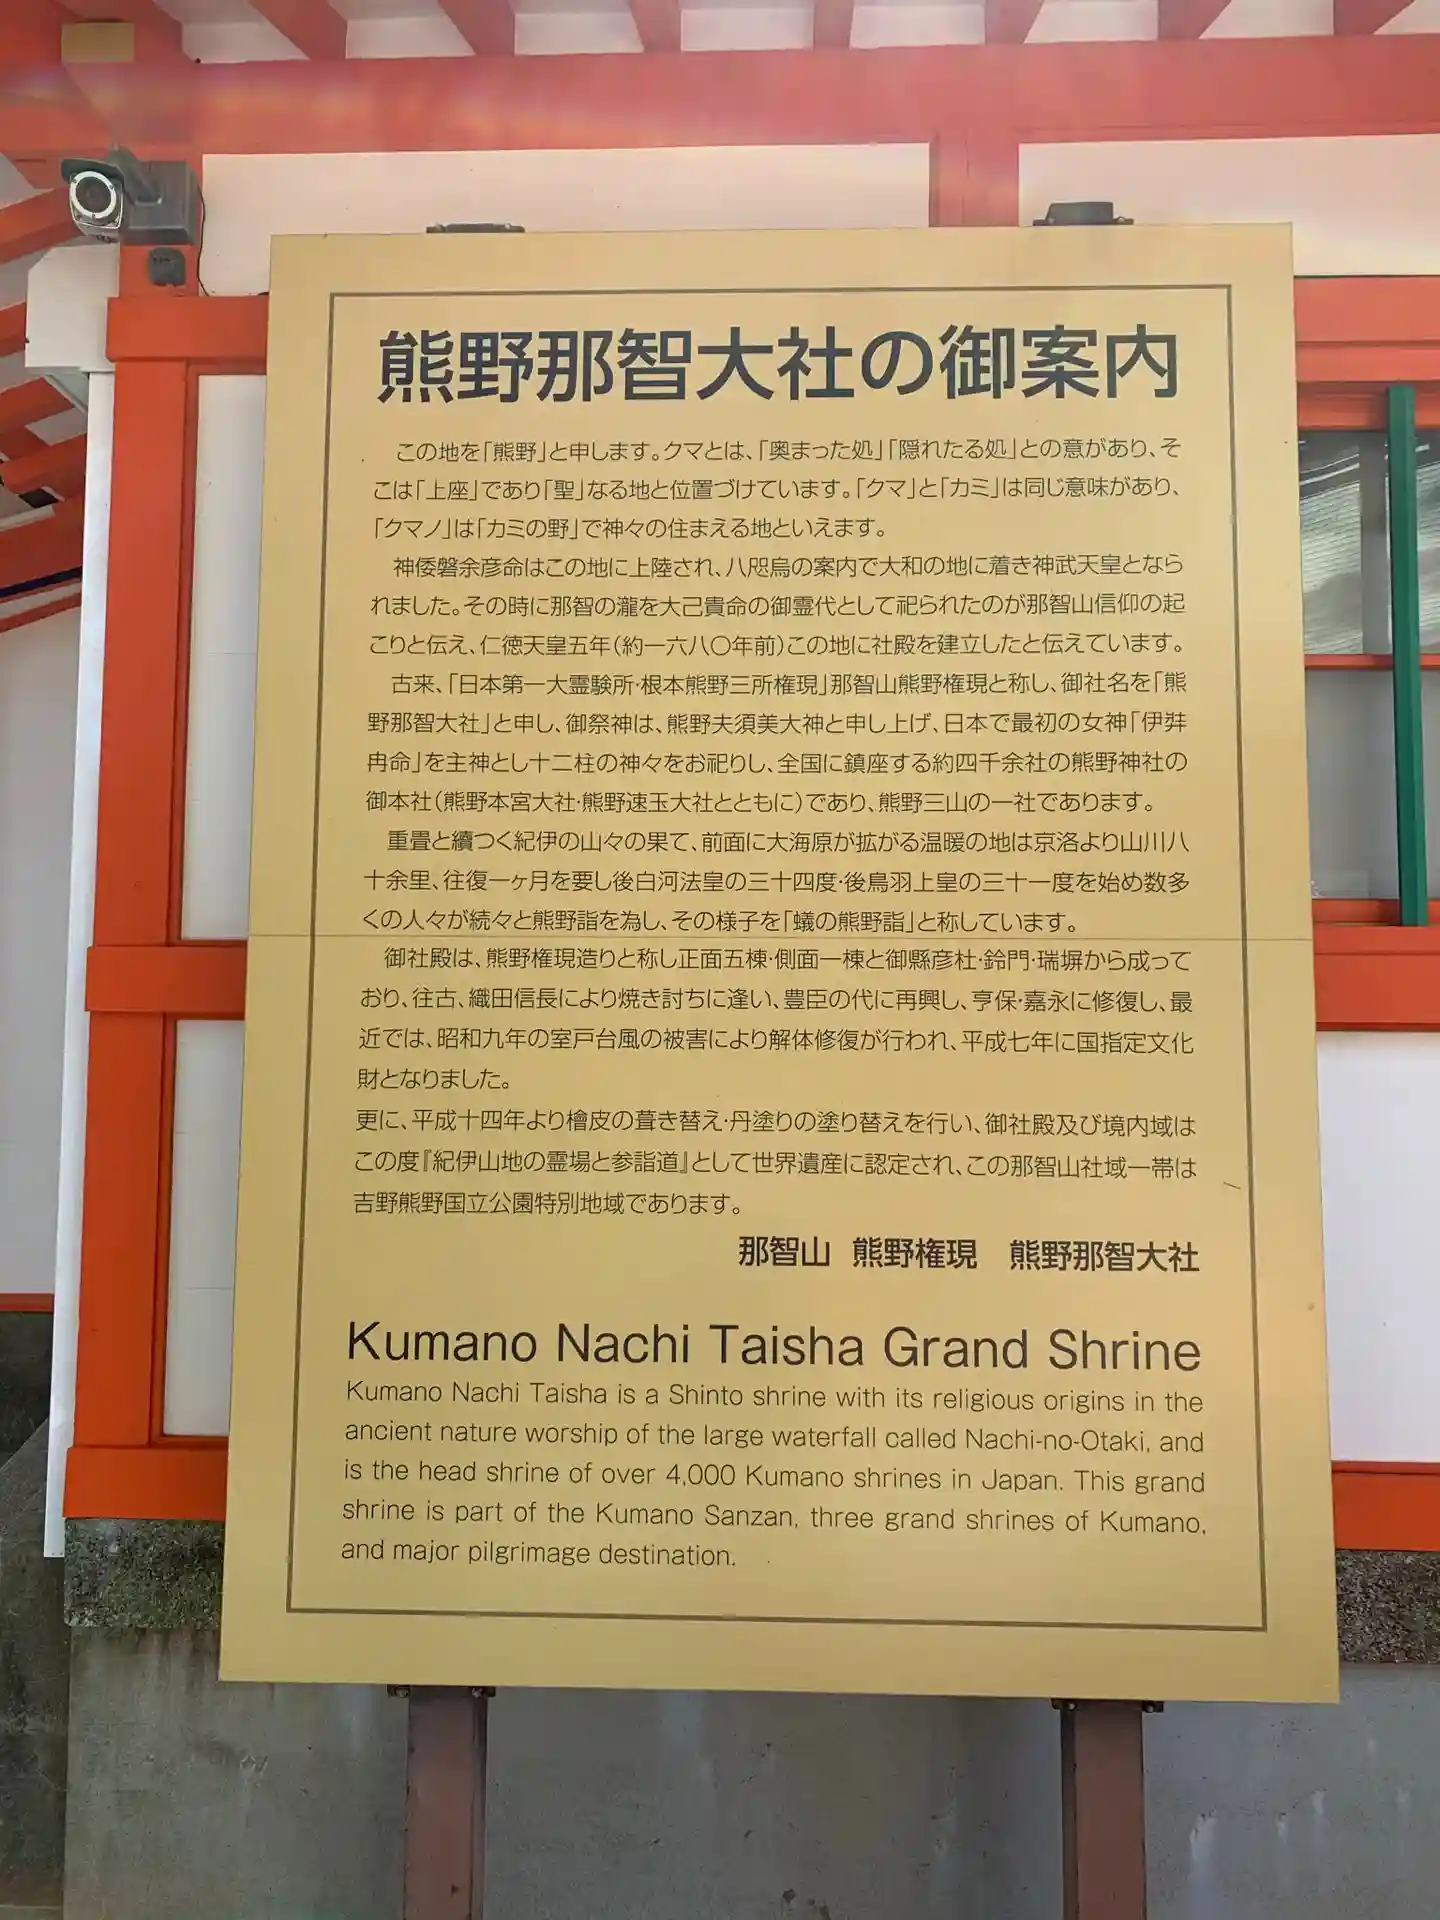 熊野那智大社の御案内
この地を「熊野」と申します。クマとは、「奥まった処」「隠れたる処」との意があり、そ
こは「上座」であり「聖」なる地と位置づけています。「クマ」と「カミ」は同じ意味があり、
「クマノ」は「カミの野」で神々の住まえる地といえます。
神倭磐余彦命はこの地に上陸され、八咫烏の案内で大和の地に着き神武天皇となら
れました。その時に那智の瀧を大己貴命の御霊代として祀られたのが那智山信仰の起
こりと伝え、仁徳天皇五年(約一六八〇年前)この地に社殿を建立したと伝えています。
古来、「日本第一大霊験所・根本熊野三所権現」那智山熊野権現と称し、御社名を「熊
野那智大社」と申し、御祭神は、熊野夫須美大神と申し上げ、日本で最初の女神「伊弉
冉命」を主神とし十二柱の神々をお祀りし、全国に鎮座する約四千余社の熊野神社の
御本社(熊野本宮大社・熊野速玉大社とともに)であり、熊野三山の一社であります。
重畳と續つく紀伊の山々の果て、前面に大海原が拡がる温暖の地は京洛より山川八
十余里、往復一ヶ月を要し後白河法皇の三十四度・後鳥羽上皇の三十一度を始め数多
くの人々が続々と熊野詣を為し、その様子を「蟻の熊野詣」と称しています。
御社殿は、熊野権現造りと称し正面五棟・側面一棟と御縣彦杜・鈴門・瑞塀から成って
おり、往古、織田信長により焼き討ちに逢い、豊臣の代に再興し、亨保・嘉永に修復し、最
近では、昭和九年の室戸台風の被害により解体修復が行われ、平成七年に国指定文化
財となりました。
更に、平成十四年より檜皮の葺き替え・丹塗りの塗り替えを行い、御社殿及び境内域は
この度『紀伊山地の霊場と参詣道』として世界遺産に認定され、この那智山社域一帯は
吉野熊野国立公園特別地域であります。
那智山 熊野権現 熊野那智大社
Kumano Nachi Taisha Grand Shrine
Kumano Nachi Taisha is a Shinto shrine with its religious origins in the
ancient nature worship of the large waterfall called Nachi-no-Otaki, and
is the head shrine of over 4,000 Kumano shrines in Japan. This grand
shrine is part of the Kumano Sanzan, three grand shrines of Kumano,
and major pilgrimage destination.